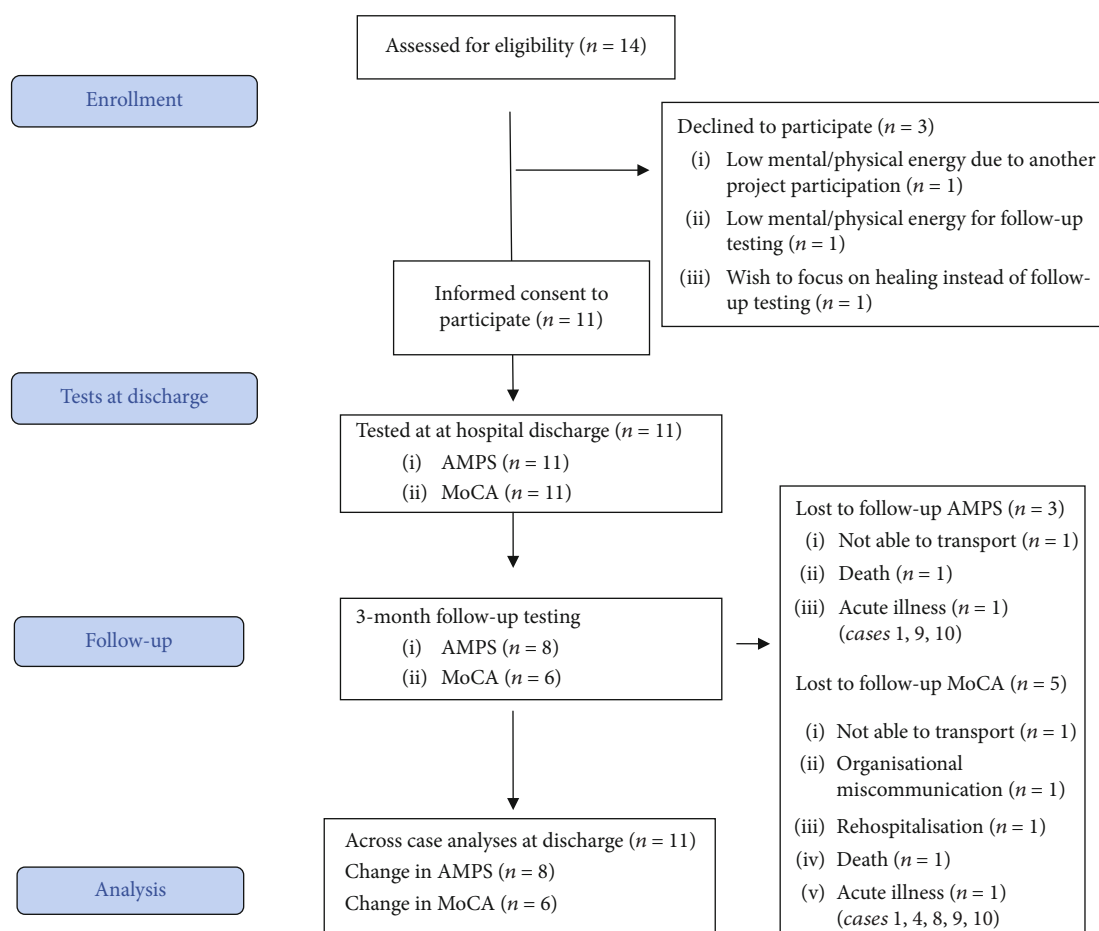 Assessed for eligibility (n = 14)
Enrollment
Declined to participate (n = 3)
(i) Low mental/physical energy due to another
project participation (n = 1)
(ii) Low mental/physical energy for follow-up
testing (n = 1)
(iii) Wish to focus on healing instead of follow-
up testing (n = 1)
Informed consent to
participate (n = 11)
Tests at discharge
Tested at at hospital discharge (n = 11)
(i) AMPS (n = 11)
(ii) MoCA (n = 11)
Lost to follow-up AMPS (n = 3)
(i) Not able to transport (n = 1)
(ii) Death (n = 1)
(iii) Acute illness (n = 1)
(cases 1, 9, 10)
Lost to follow-up MoCA (n = 5)
(i) Not able to transport (n = 1)
(ii) Organisational
miscommunication (n = 1)
(iii) Rehospitalisation (n = 1)
(iv) Death (n = 1)
(v) Acute illness (n = 1)
(cases 1, 4, 8, 9, 10)
Follow-up
3-month follow-up testing
(i) AMPS (n = 8)
(ii) MoCA (n = 6)
Analysis
Across case analyses at discharge (n = 11)
Change in AMPS (n = 8)
Change in MoCA (n = 6)